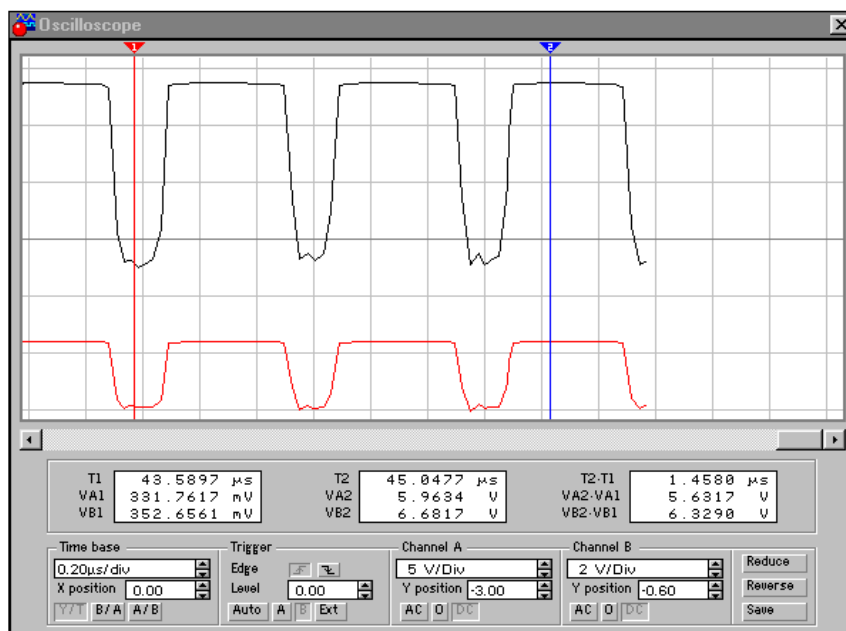 Oscilloscope
1 2
T1 43.5897 µs T2 45.0477 µs T2-T1 1.4580 µs
VA1 331.7617 mV VA2 5.9634 V VA2-VA1 5.6317 V
VB1 352.6561 mV VB2 6.6817 V VB2-VB1 6.3290 V
Time base Trigger Channel A Channel B
0.20µs/div Edge 5 V/Div 2 V/Div Reduce
X position 0.00 Level 0.00 Y position -3.00 Y position -0.60 Reverse
Y/T B/A A/B Auto A B Ext AC 0 DC AC 0 DC Save